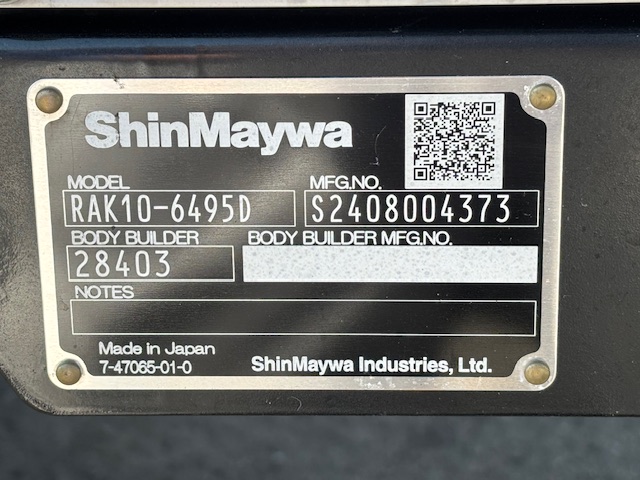 ShinMaywa
MODEL MFG.NO.
RAK10-6495D S2408004373
BODY BUILDER BODY BUILDER MFG.NO.
28403
NOTES
Made in Japan
7-47065-01-0 ShinMaywa Industries, Ltd.